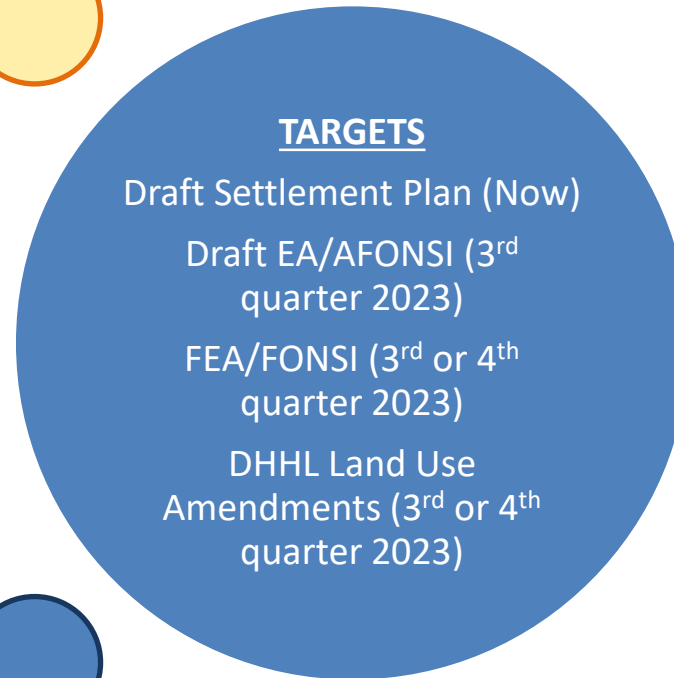 TARGETS
Draft Settlement Plan (Now)
Draft EA/AFONSI (3rd
quarter 2023)
FEA/FONSI (3rd or 4th
quarter 2023)
DHHL Land Use
Amendments (3rd or 4th
quarter 2023)